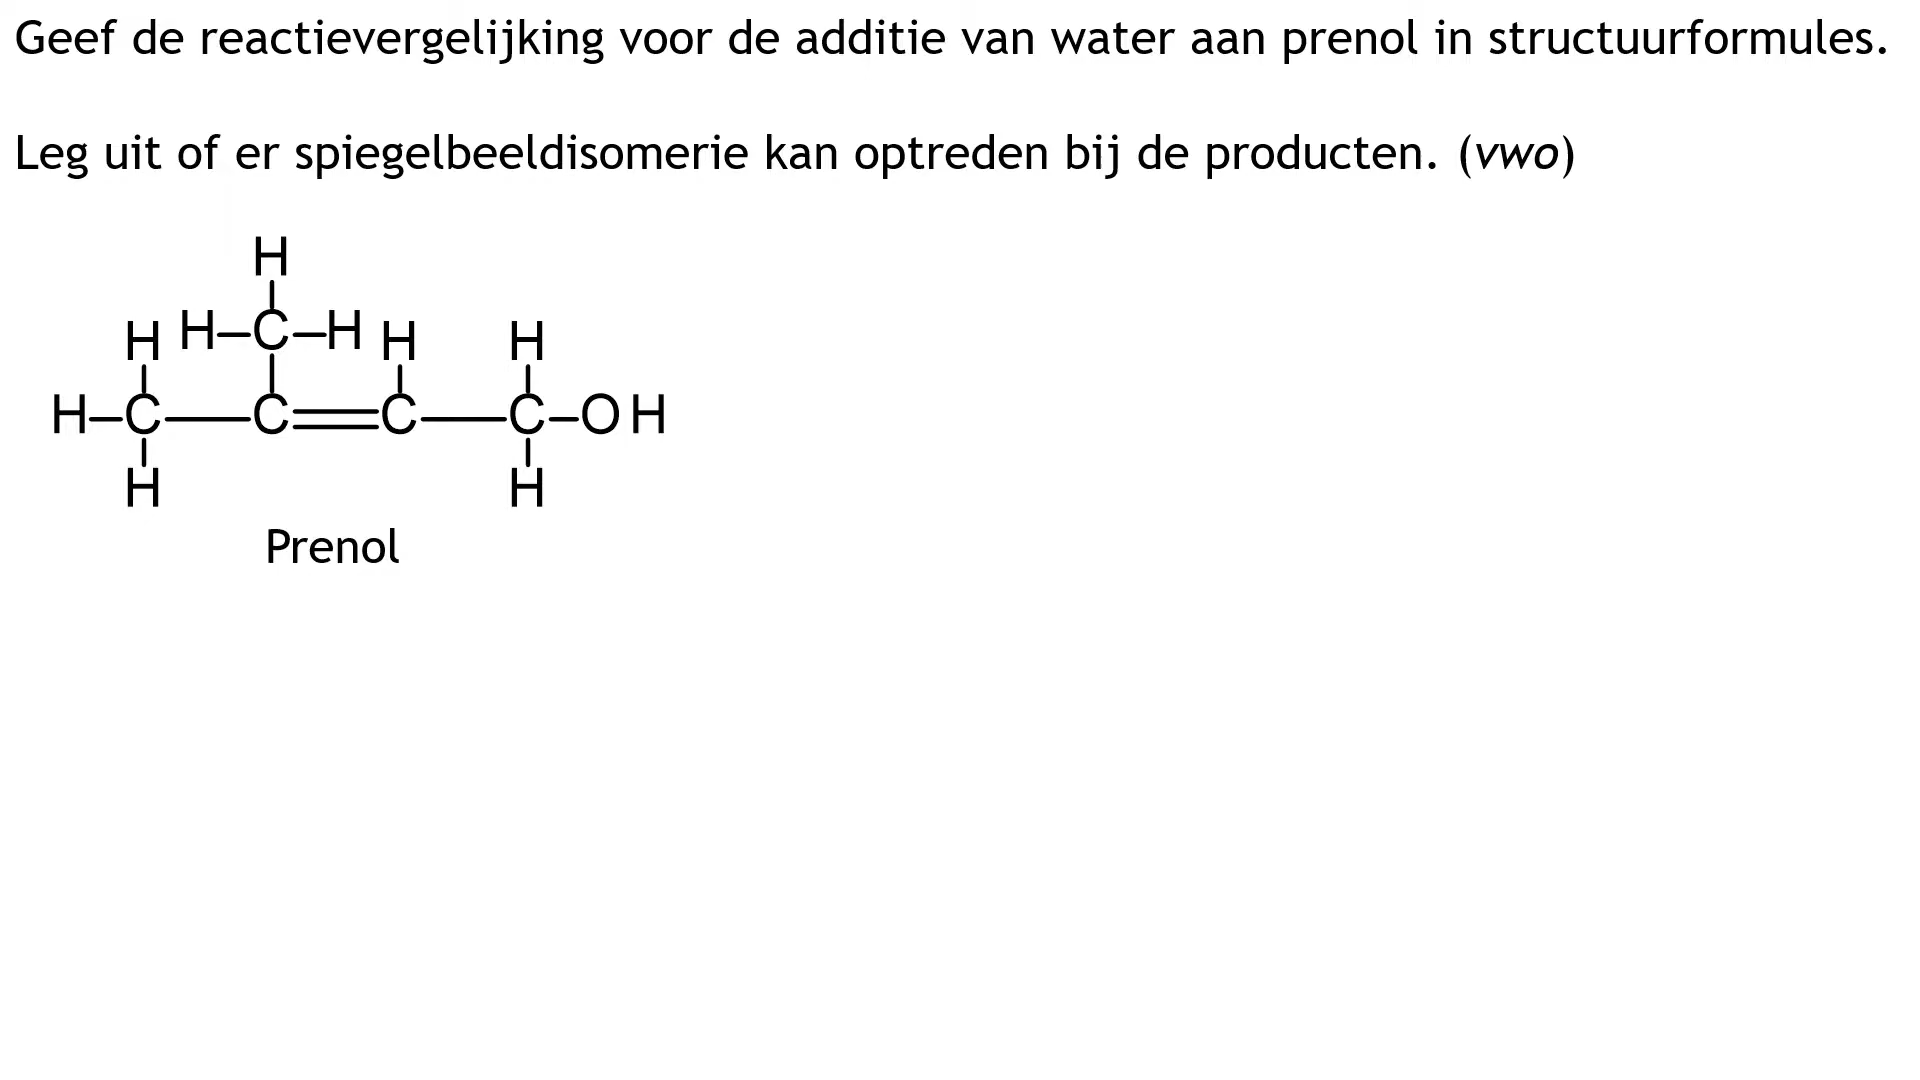 Geef de reactievergelijking voor de additie van water aan prenol in structuurformules.
Leg uit of er spiegelbeeldisomerie kan optreden bij de producten. (vwo)
H
H H–C–H H H
H–C–C=C–C–OH
H H
Prenol